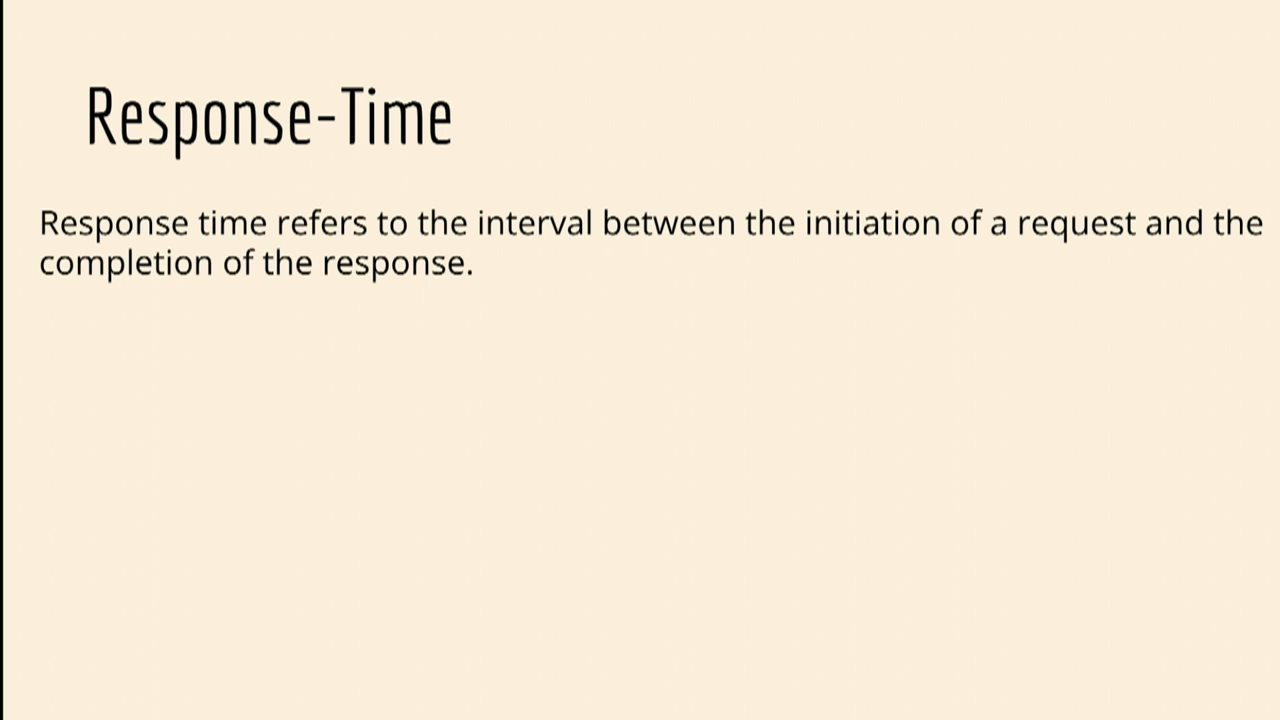 Response-Time
Response time refers to the interval between the initiation of a request and the
completion of the response.